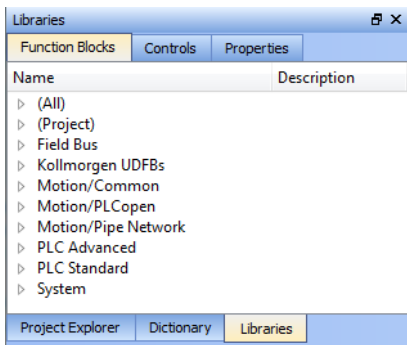 Libraries
Function Blocks Controls Properties
Name Description
(All)
(Project)
Field Bus
Kollmorgen UDFBs
Motion/Common
Motion/PLCopen
Motion/Pipe Network
PLC Advanced
PLC Standard
System
Project Explorer Dictionary Libraries